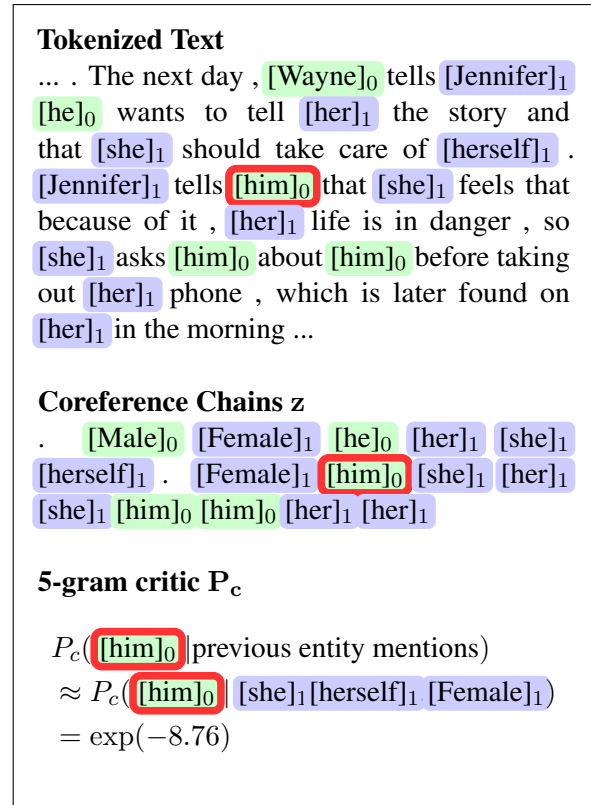 Tokenized Text
... . The next day , [Wayne]₀ tells [Jennifer]₁
[he]₀ wants to tell [her]₁ the story and
that [she]₁ should take care of [herself]₁ .
[Jennifer]₁ tells [him]₀ that [she]₁ feels that
because of it , [her]₁ life is in danger , so
[she]₁ asks [him]₀ about [him]₀ before taking
out [her]₁ phone , which is later found on
[her]₁ in the morning ...
Coreference Chains z
. [Male]₀ [Female]₁ [he]₀ [her]₁ [she]₁
[herself]₁ . [Female]₁ [him]₀ [she]₁ [her]₁
[she]₁ [him]₀ [him]₀ [her]₁ [her]₁
5-gram critic P_c
P_c([him]₀|previous entity mentions)
≈ P_c([him]₀| [she]₁[herself]₁ [Female]₁)
= exp(−8.76)